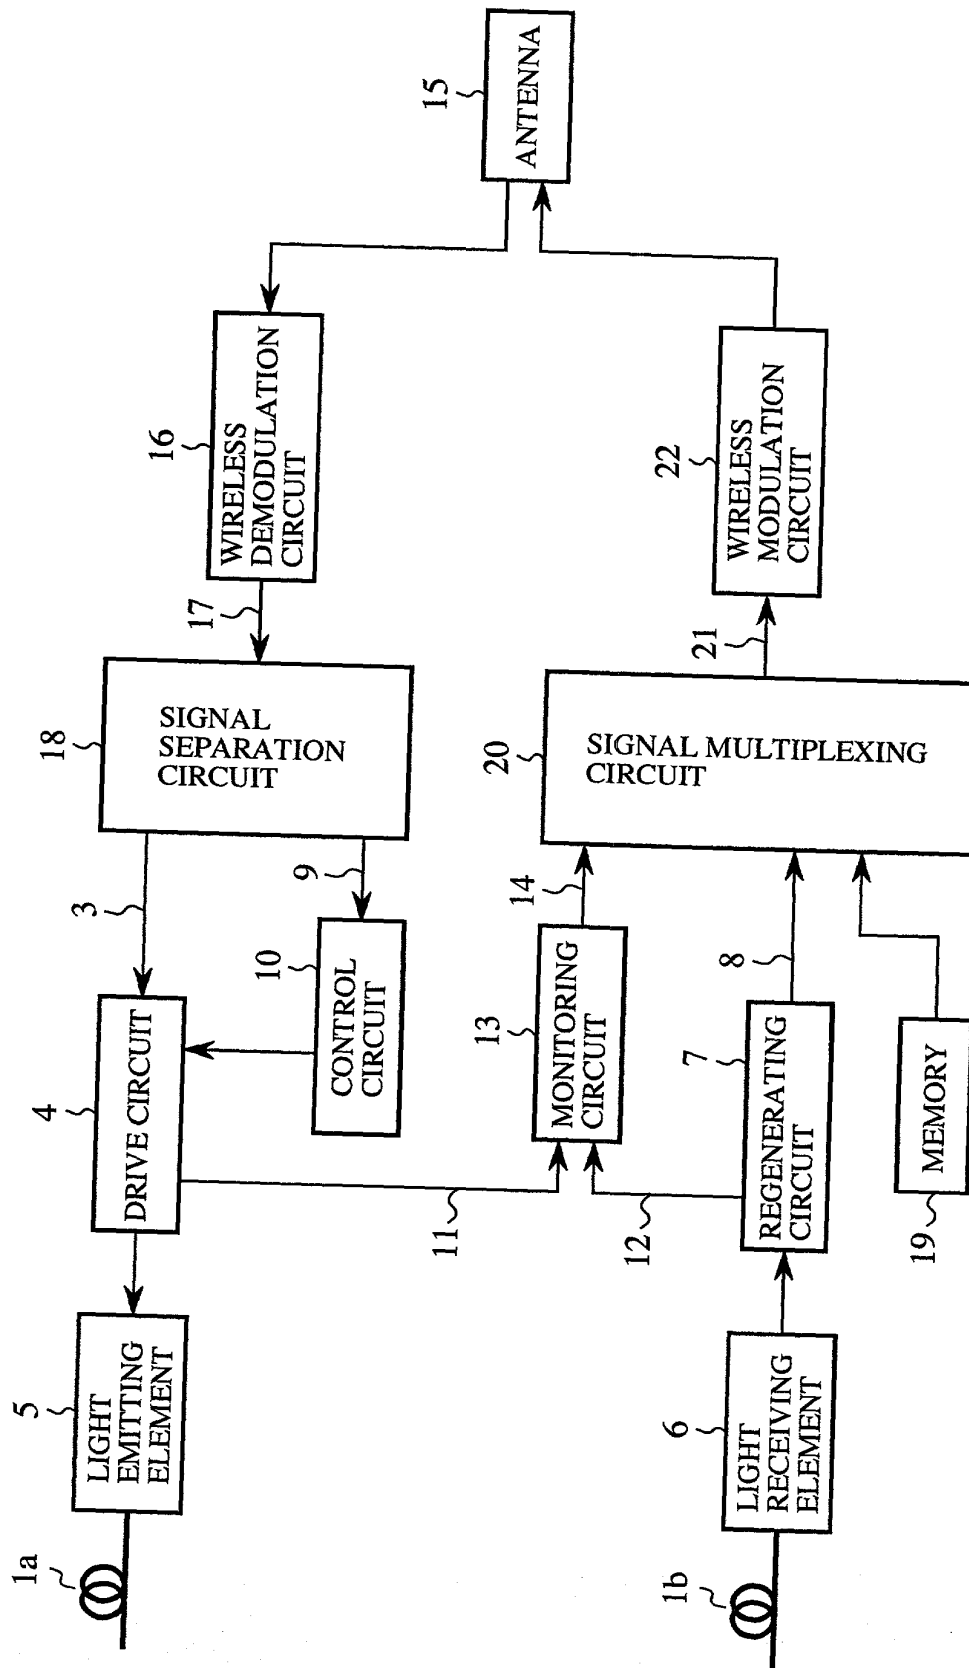 1a
5
LIGHT
EMITTING
ELEMENT
4
DRIVE CIRCUIT
3
18
SIGNAL
SEPARATION
CIRCUIT
17
16
WIRELESS
DEMODULATION
CIRCUIT
15
ANTENNA
9
10
CONTROL
CIRCUIT
11
12
13
MONITORING
CIRCUIT
14
20
SIGNAL MULTIPLEXING
CIRCUIT
21
22
WIRELESS
MODULATION
CIRCUIT
1b
6
LIGHT
RECEIVING
ELEMENT
7
REGENERATING
CIRCUIT
8
19
MEMORY